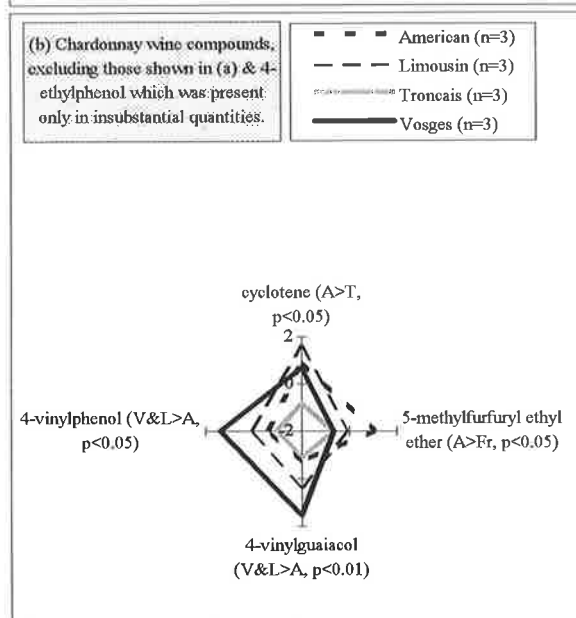 (b) Chardonnay wine compounds,
excluding those shown in (a) & 4-
ethylphenol which was present
only in insubstantial quantities.
American (n=3)
Limousin (n=3)
Troncais (n=3)
Vosges (n=3)
cyclotene (A>T,
p<0.05)
2
0
-2
4-vinylphenol (V&L>A,
p<0.05)
5-methylfurfuryl ethyl
ether (A>Fr, p<0.05)
4-vinylguaiacol
(V&L>A, p<0.01)